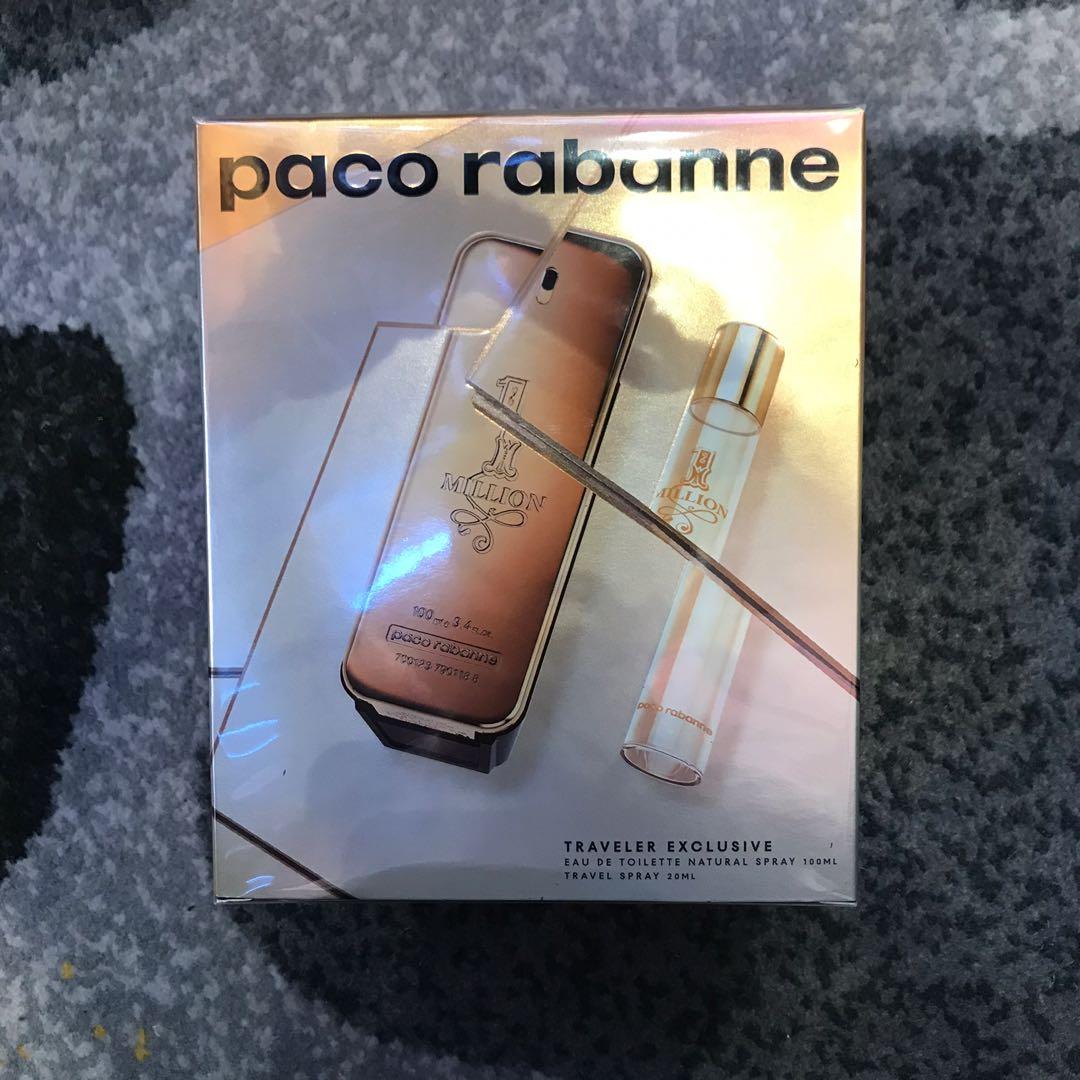 paco rabanne
1
MILLION
100 ml e 3.4 FL.OZ.
paco rabanne
1
MILLION
paco rabanne
TRAVELER EXCLUSIVE
EAU DE TOILETTE NATURAL SPRAY 100ML
TRAVEL SPRAY 20ML